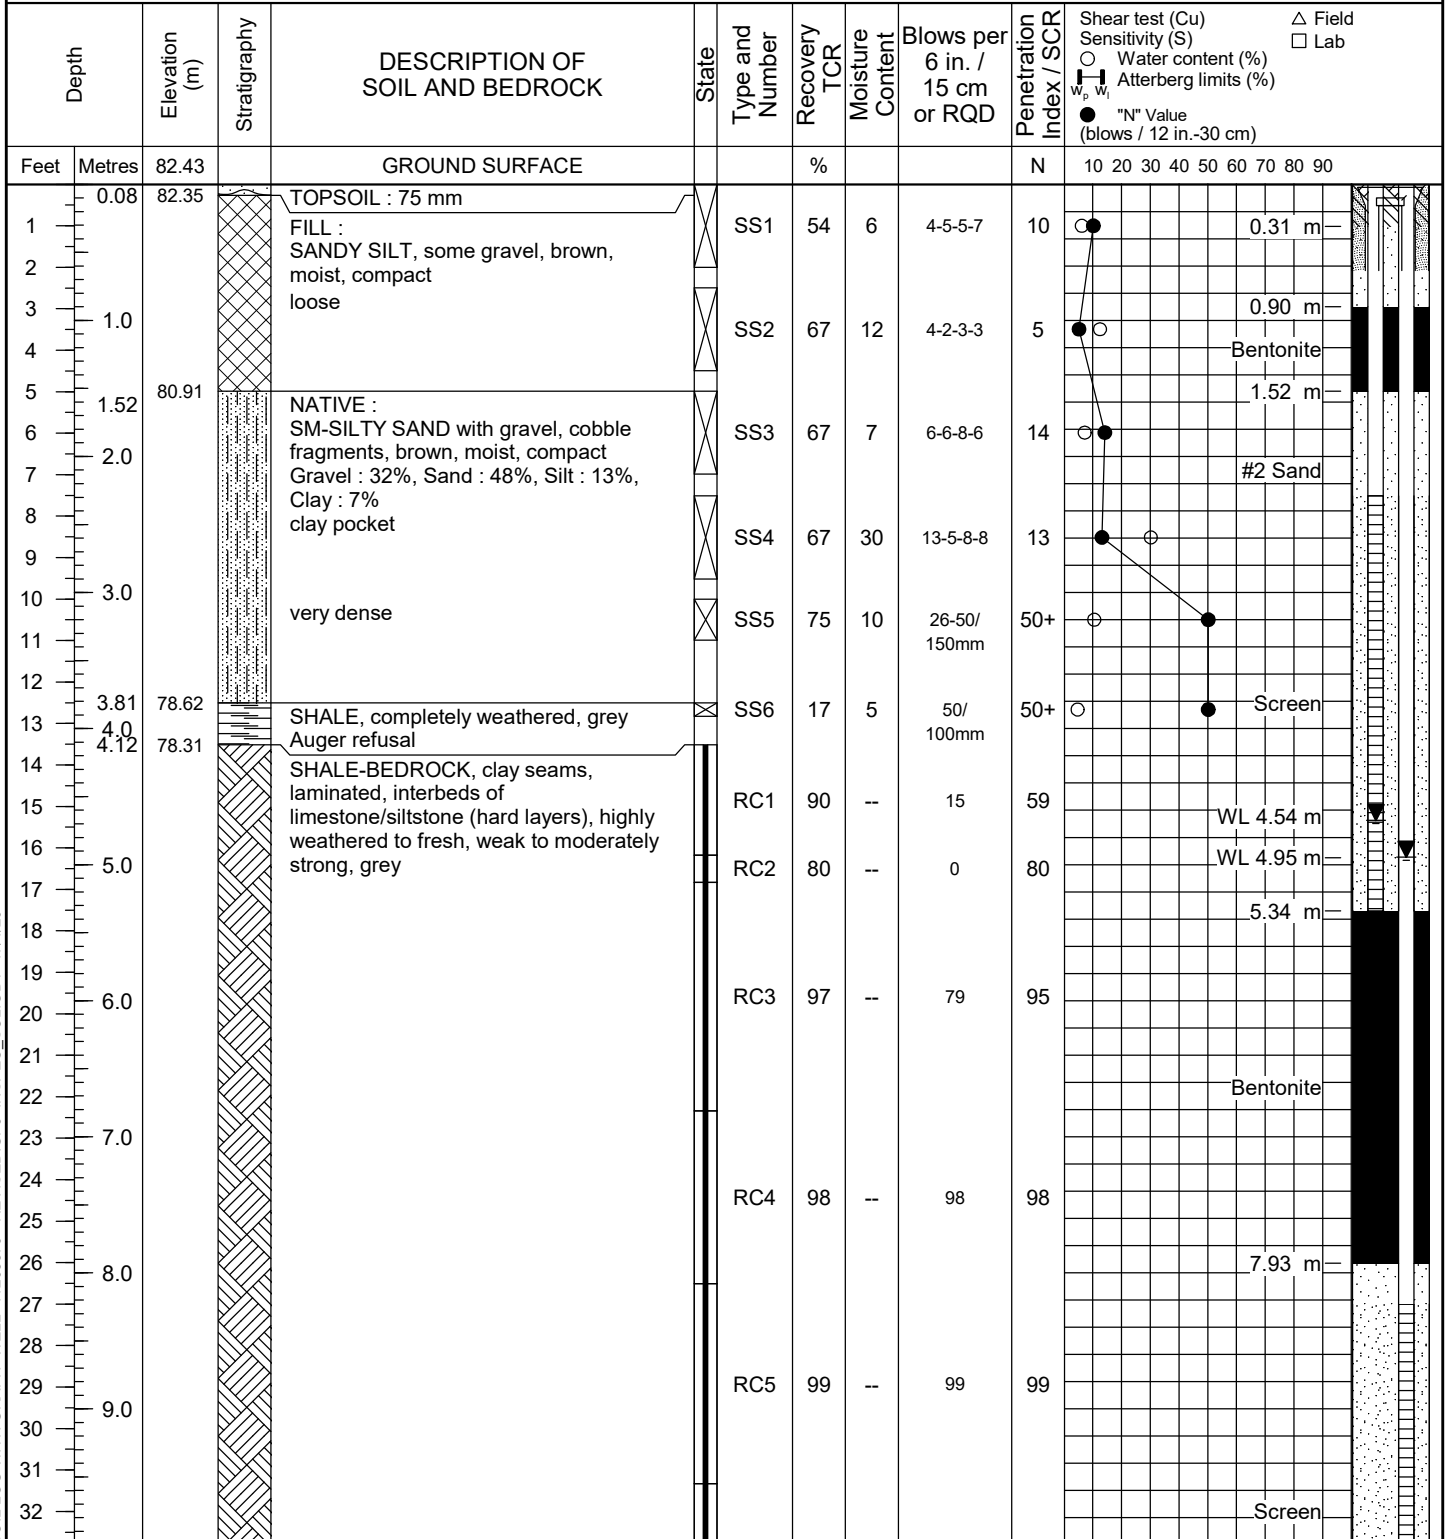 Depth
Elevation
(m)
Stratigraphy
DESCRIPTION OF
SOIL AND BEDROCK
State
Type and
Number
Recovery
TCR
Moisture
Content
Blows per
6 in. /
15 cm
or RQD
Penetration
Index / SCR
Shear test (Cu)
Sensitivity (S)
△ Field
□ Lab
○ Water content (%)
Wp Wl Atterberg limits (%)
● "N" Value
(blows / 12 in.-30 cm)
Feet Metres 82.43 GROUND SURFACE % N 10 20 30 40 50 60 70 80 90
0.08 82.35 TOPSOIL : 75 mm
1 FILL : SS1 54 6 4-5-5-7 10 0.31 m
SANDY SILT, some gravel, brown,
2 moist, compact
3 loose 0.90 m
1.0 SS2 67 12 4-2-3-3 5
4 Bentonite
5 80.91 1.52 m
1.52 NATIVE :
6 SM-SILTY SAND with gravel, cobble SS3 67 7 6-6-8-6 14
2.0 fragments, brown, moist, compact
7 Gravel : 32%, Sand : 48%, Silt : 13%, #2 Sand
Clay : 7%
8 clay pocket
SS4 67 30 13-5-8-8 13
9
3.0
10 very dense SS5 75 10 26-50/ 50+
11 150mm
12
3.81 78.62 Screen
13 SHALE, completely weathered, grey SS6 17 5 50/ 50+
4.0 100mm
4.12 78.31 Auger refusal
14 SHALE-BEDROCK, clay seams,
laminated, interbeds of
15 limestone/siltstone (hard layers), highly RC1 90 -- 15 59 WL 4.54 m
16 weathered to fresh, weak to moderately
5.0 strong, grey RC2 80 -- 0 80 WL 4.95 m
17
18 5.34 m
19
6.0 RC3 97 -- 79 95
20
21
22 Bentonite
23 7.0
24
RC4 98 -- 98 98
25
26 7.93 m
8.0
27
28
29 RC5 99 -- 99 99
9.0
30
31
32 Screen